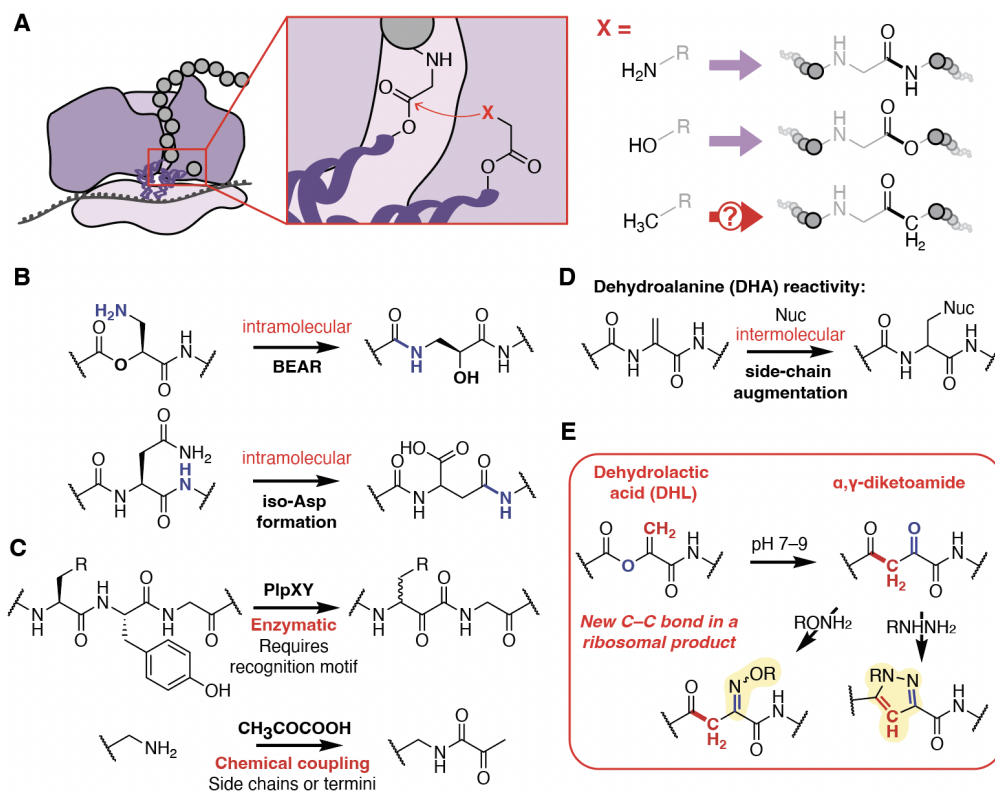 A
X =
NH
O
O
X
O
O
H₂N
R
H
N
O
N
H
HO
R
H
N
O
O
H₃C
R
?
H
N
O
C
H₂
B
H₂N
O
O
H
N
O
intramolecular
BEAR
O
N
H
O
OH
N
H
O
NH₂
O
N
H
O
H
N
intramolecular
iso-Asp
formation
HO
O
O
N
H
O
N
H
C
R
N
H
O
H
N
O
N
H
O
OH
PlpXY
Enzymatic
Requires
recognition motif
R
N
H
O
O
N
H
O
NH₂
CH₃COCOOH
Chemical coupling
Side chains or termini
N
H
O
O
D
Dehydroalanine (DHA) reactivity:
O
N
H
O
H
N
Nuc
intermolecular
side-chain
augmentation
O
N
H
Nuc
O
H
N
E
Dehydrolactic
acid (DHL)
α,γ-diketoamide
O
O
CH₂
O
H
N
pH 7–9
O
C
H₂
O
O
H
N
New C–C bond in a
ribosomal product
RONH₂
RNHNH₂
O
C
H₂
N
OR
O
H
N
RN
N
C
H
O
H
N